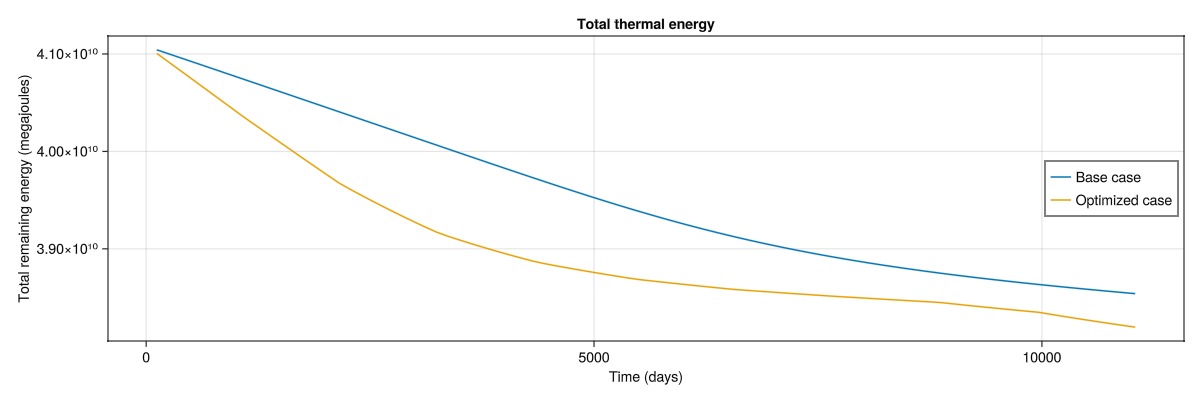 Total thermal energy
Total remaining energy (megajoules)
4.10×10¹⁰
4.00×10¹⁰
3.90×10¹⁰
Base case
Optimized case
0
5000
10000
Time (days)